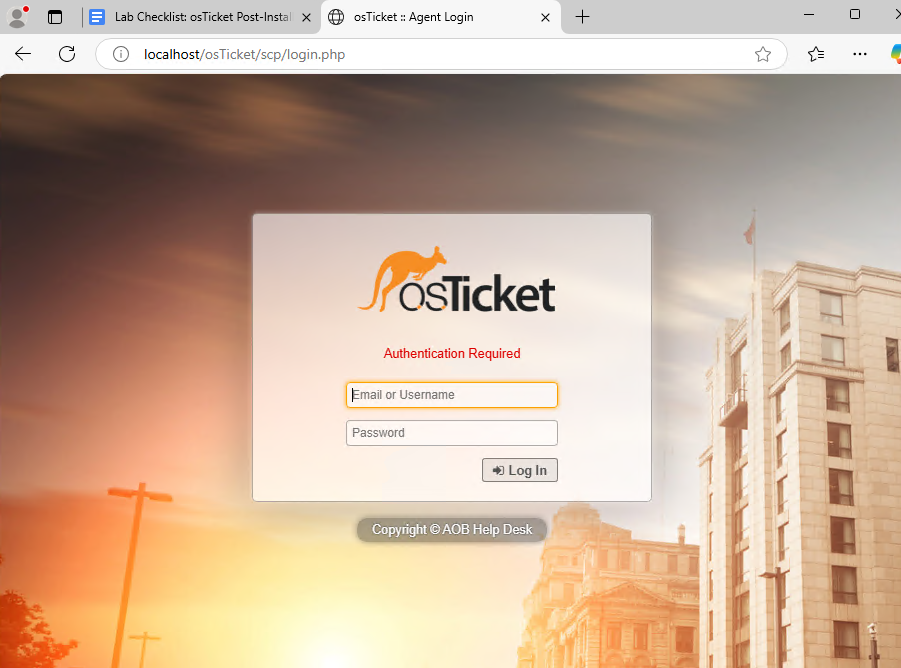 Lab Checklist: osTicket Post-Instal
osTicket :: Agent Login
localhost/osTicket/scp/login.php
osTicket
Authentication Required
Email or Username
Password
Log In
Copyright © AOB Help Desk